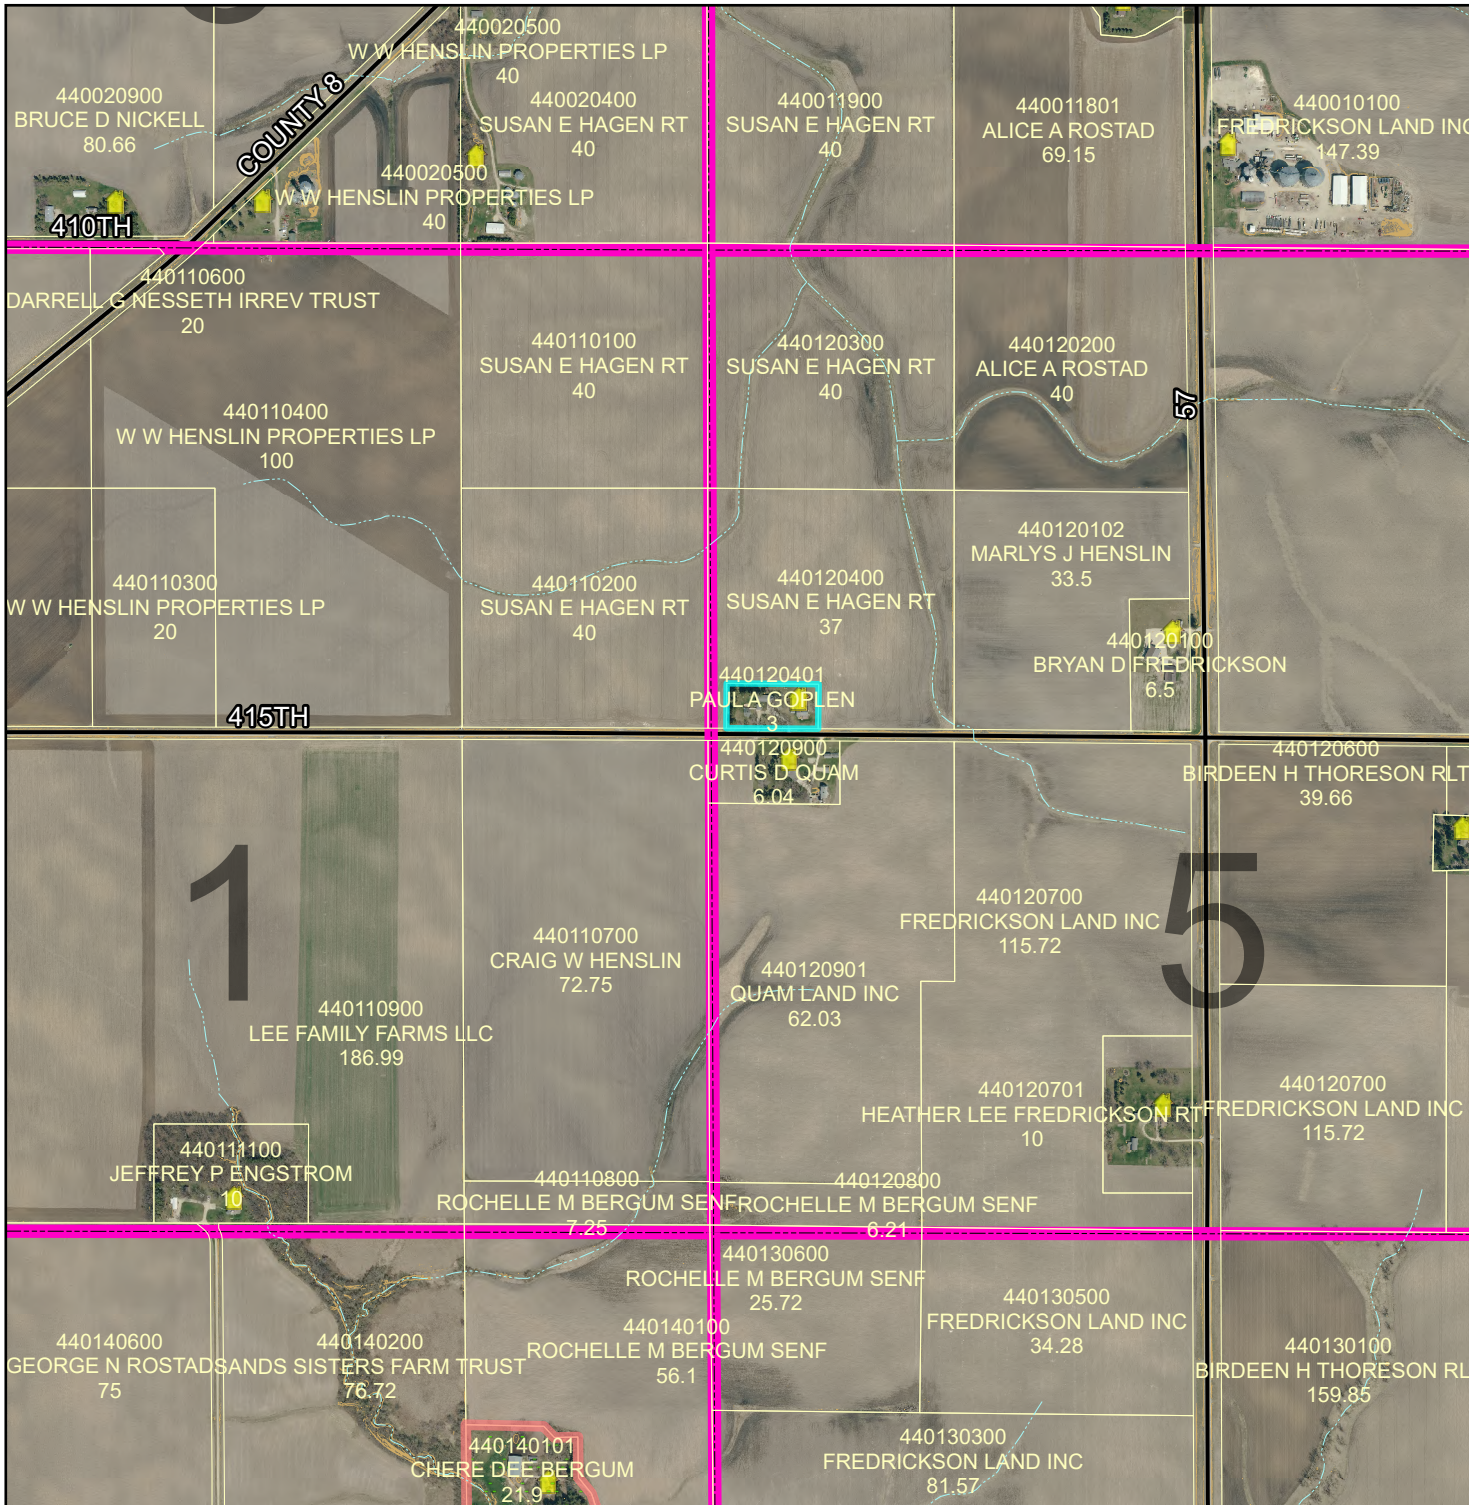 440020500
W W HENSLIN PROPERTIES LP
40
440020900
BRUCE D NICKELL
80.66
COUNTY 8
440020400
SUSAN E HAGEN RT
40
440011900
SUSAN E HAGEN RT
40
440011801
ALICE A ROSTAD
69.15
440010100
FREDRICKSON LAND INC
147.39
440020500
W W HENSLIN PROPERTIES LP
40
410TH
440110600
DARRELL G NESSETH IRREV TRUST
20
440110100
SUSAN E HAGEN RT
40
440120300
SUSAN E HAGEN RT
40
440120200
ALICE A ROSTAD
40
57
440110400
W W HENSLIN PROPERTIES LP
100
440120102
MARLYS J HENSLIN
33.5
440110300
W W HENSLIN PROPERTIES LP
20
440110200
SUSAN E HAGEN RT
40
440120400
SUSAN E HAGEN RT
37
440120100
BRYAN D FREDRICKSON
6.5
440120401
PAULA GOPLEN
3
415TH
440120900
CURTIS D QUAM
6.04
440120600
BIRDEEN H THORESON RLT
39.66
1
5
440120700
FREDRICKSON LAND INC
115.72
440110700
CRAIG W HENSLIN
72.75
440120901
QUAM LAND INC
62.03
440110900
LEE FAMILY FARMS LLC
186.99
440120701
HEATHER LEE FREDRICKSON RT
10
440120700
FREDRICKSON LAND INC
115.72
440111100
JEFFREY P ENGSTROM
10
440110800
ROCHELLE M BERGUM SENF
7.25
440120800
ROCHELLE M BERGUM SENF
6.21
440130600
ROCHELLE M BERGUM SENF
25.72
440130500
FREDRICKSON LAND INC
34.28
440140600
GEORGE N ROSTAD
75
440140200
SANDS SISTERS FARM TRUST
76.72
440140100
ROCHELLE M BERGUM SENF
56.1
440130100
BIRDEEN H THORESON RL
159.85
440140101
CHERE DEE BERGUM
21.9
440130300
FREDRICKSON LAND INC
81.57